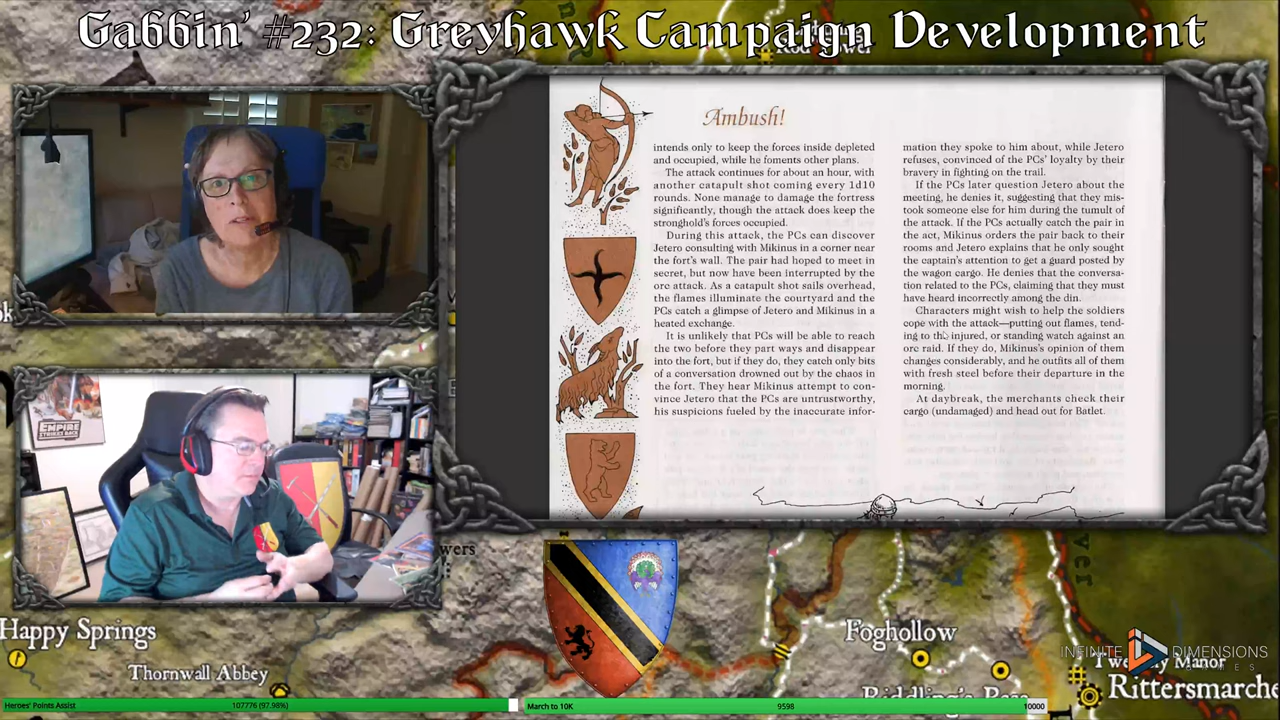 Gabbin' #232: Greyhawk Campaign Development
EMPIRE
STRIKES
BACK
Ambush!
intends only to keep the forces inside depleted
and occupied, while he foments other plans.
The attack continues for about an hour, with
another catapult shot coming every 1d10
rounds. None manage to damage the fortress
significantly, though the attack does keep the
stronghold's forces occupied.
During this attack, the PCs can discover
Jetero consulting with Mikinus in a corner near
the fort's wall. The pair had hoped to meet in
secret, but now have been interrupted by the
orc attack. As a catapult shot sails overhead,
the flames illuminate the courtyard and the
PCs catch a glimpse of Jetero and Mikinus in a
heated exchange.
It is unlikely that PCs will be able to reach
the two before they part ways and disappear
into the fort, but if they do, they catch only bits
of a conversation drowned out by the chaos in
the fort. They hear Mikinus attempt to con-
vince Jetero that the PCs are untrustworthy,
his suspicions fueled by the inaccurate infor-
mation they spoke to him about, while Jetero
refuses, convinced of the PCs' loyalty by their
bravery in fighting on the trail.
If the PCs later question Jetero about the
meeting, he denies it, suggesting that they mis-
took someone else for him during the tumult of
the attack. If the PCs actually catch the pair in
the act, Mikinus orders the pair back to their
rooms and Jetero explains that he only sought
the captain's attention to get a guard posted by
the wagon cargo. He denies that the conversa-
tion related to the PCs, claiming that they must
have heard incorrectly among the din.
Characters might wish to help the soldiers
cope with the attack—putting out flames, tend-
ing to the injured, or standing watch against an
orc raid. If they do, Mikinus's opinion of them
changes considerably, and he outfits all of them
with fresh steel before their departure in the
morning.
At daybreak, the merchants check their
cargo (undamaged) and head out for Batlet.
Happy Springs
Thornwall Abbey
Foghollow
INFINITE DIMENSIONS
GAMES
Manor
Rittersmarche
Heroes' Points Assist 107776 (97.98%)
March to 10K 9598 10000